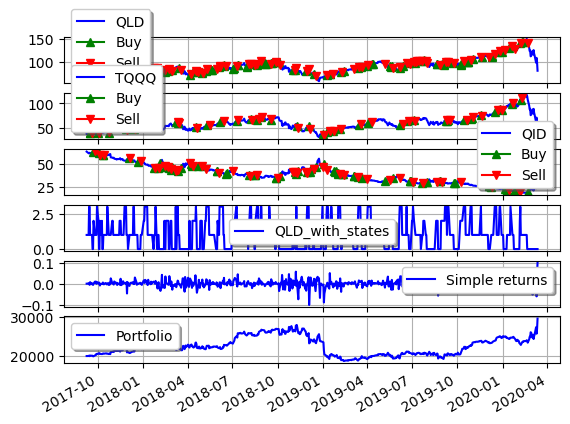 QLD
Buy
Sell
150
100
TQQQ
Buy
Sell
100
50
QID
Buy
Sell
50
25
QLD_with_states
2.5
0.0
Simple returns
0.1
0.0
−0.1
Portfolio
30000
20000
2017-10 2018-01 2018-04 2018-07 2018-10 2019-01 2019-04 2019-07 2019-10 2020-01 2020-04